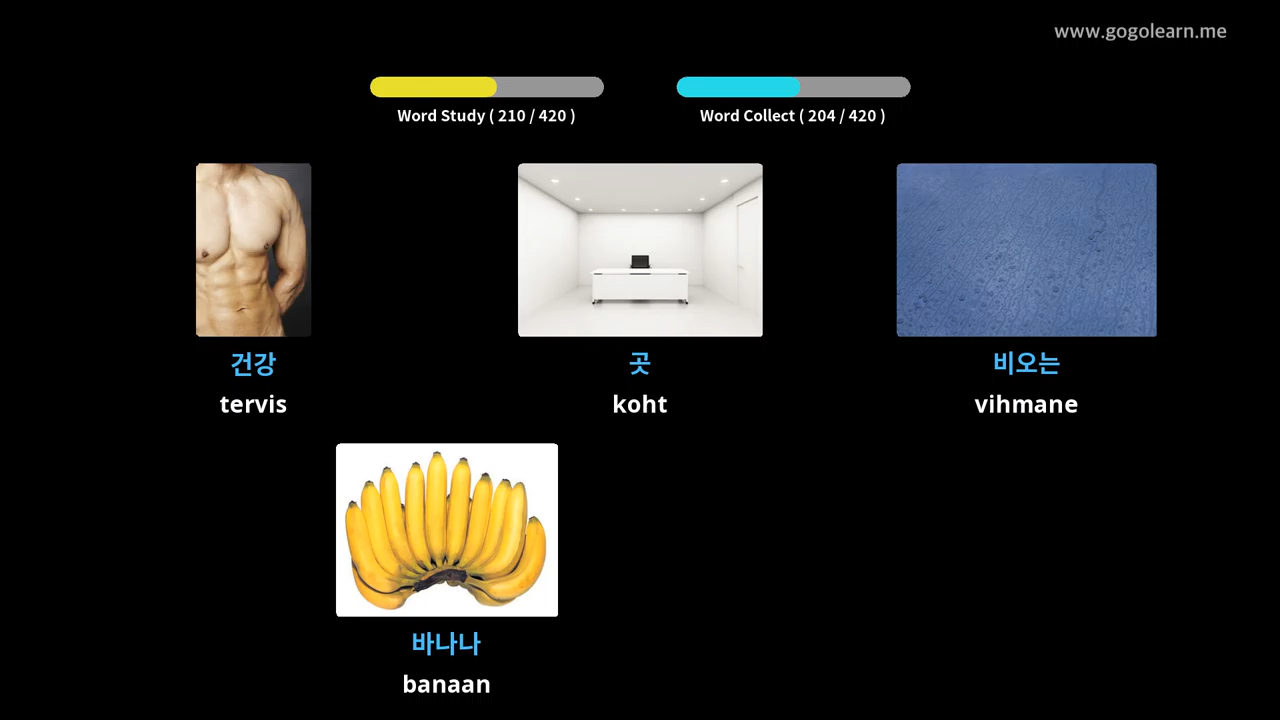 www.gogolearn.me
Word Study ( 210 / 420 )
Word Collect ( 204 / 420 )
건강
tervis
곳
koht
비오는
vihmane
바나나
banaan